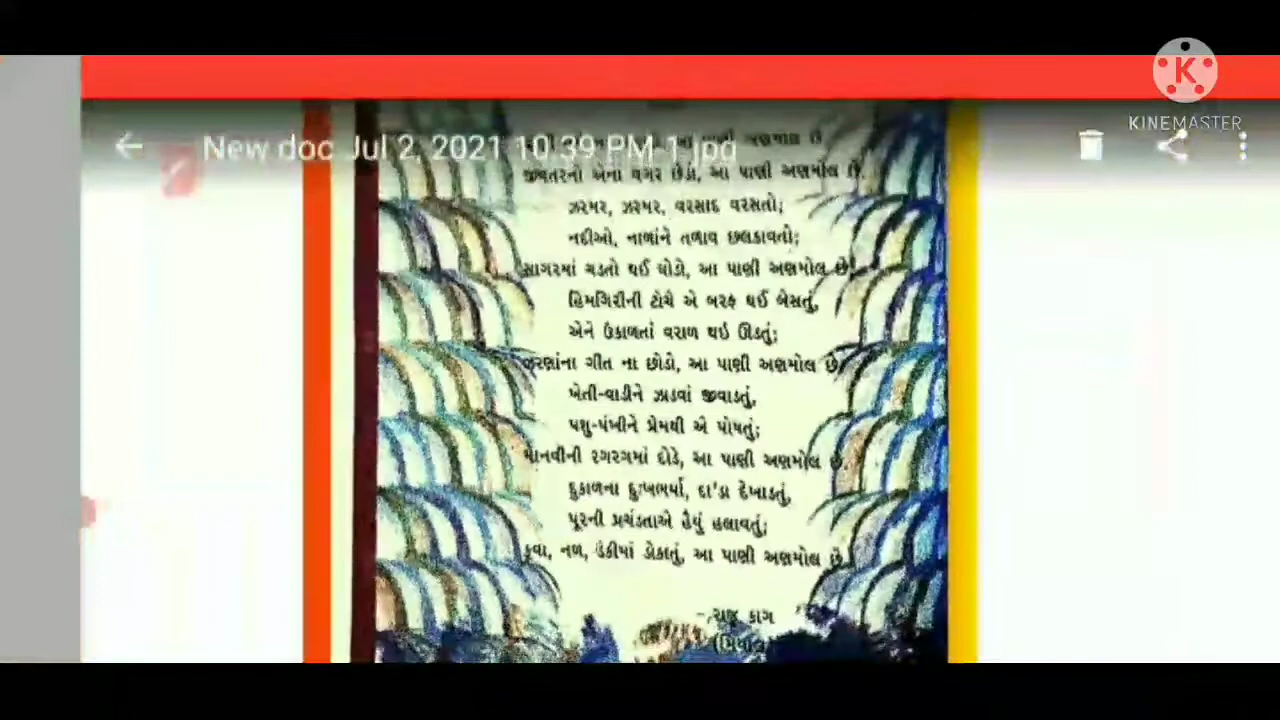 KINEMASTER
New doc Jul 2, 2021 10.39 PM-1.jpg
પાણી અણમોલ છે
જીવતરનો એના વગર છેડો, આ પાણી અણમોલ છે.
ઝરમર, ઝરમર, વરસાદ વરસતો;
નદીઓ, નાળાંને તળાવ છલકાવતો;
સાગરમાં ચડતો થઈ ઘોડો, આ પાણી અણમોલ છે.
હિમગિરીની ટોચે એ બરફ થઈ બેસતું,
એને ઉકાળતાં વરાળ થઇ ઊડતું;
ઝરણાંના ગીત ના છોડો, આ પાણી અણમોલ છે.
ખેતી-વાડીને ઝાડવાં જીવાડતું,
પશુ-પંખીને પ્રેમથી એ પોષતું;
માનવીની રગરગમાં દોડે, આ પાણી અણમોલ છે.
દુકાળના દુઃખભર્યા, દા'ડા દેખાડતું,
પૂરની પ્રચંડતાએ હૈયું હલાવતું;
કૂવા, નળ, ડંકીમાં ડોકાતું, આ પાણી અણમોલ છે.
- રાજુ કાગ